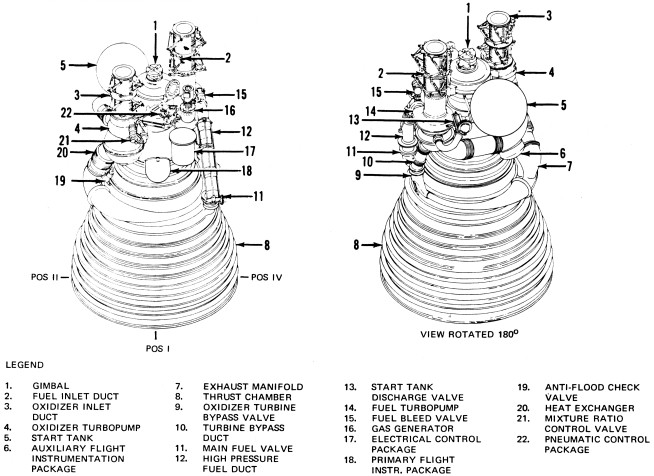 1
2
3
5
15
3
22
16
4
12
21
20
17
18
19
11
8
POS II
POS IV
POS I
1
3
2
4
15
14
5
13
12
11
6
10
7
9
8
VIEW ROTATED 180°
LEGEND
1. GIMBAL
2. FUEL INLET DUCT
3. OXIDIZER INLET
DUCT
4. OXIDIZER TURBOPUMP
5. START TANK
6. AUXILIARY FLIGHT
INSTRUMENTATION
PACKAGE
7. EXHAUST MANIFOLD
8. THRUST CHAMBER
9. OXIDIZER TURBINE
BYPASS VALVE
10. TURBINE BYPASS
DUCT
11. MAIN FUEL VALVE
12. HIGH PRESSURE
FUEL DUCT
13. START TANK
DISCHARGE VALVE
14. FUEL TURBOPUMP
15. FUEL BLEED VALVE
16. GAS GENERATOR
17. ELECTRICAL CONTROL
PACKAGE
18. PRIMARY FLIGHT
INSTR. PACKAGE
19. ANTI-FLOOD CHECK
VALVE
20. HEAT EXCHANGER
21. MIXTURE RATIO
CONTROL VALVE
22. PNEUMATIC CONTROL
PACKAGE